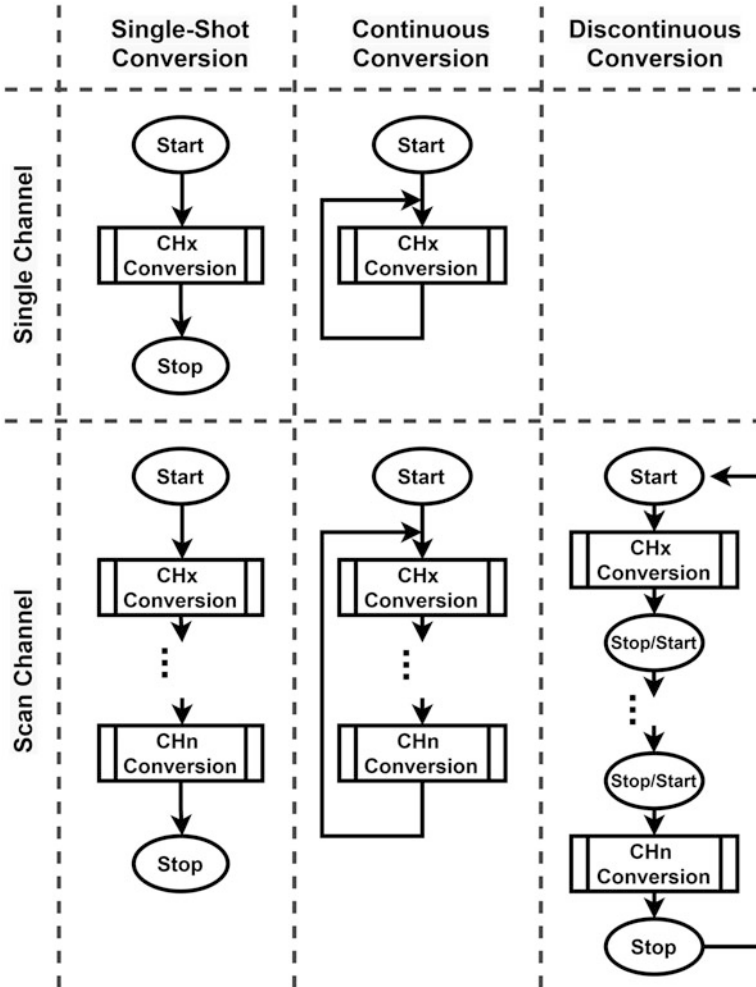 Single-Shot
Conversion
Continuous
Conversion
Discontinuous
Conversion
Single Channel
Start
CHx
Conversion
Stop
Start
CHx
Conversion
Scan Channel
Start
CHx
Conversion
...
CHn
Conversion
Stop
Start
CHx
Conversion
...
CHn
Conversion
Start
CHx
Conversion
Stop/Start
...
Stop/Start
CHn
Conversion
Stop